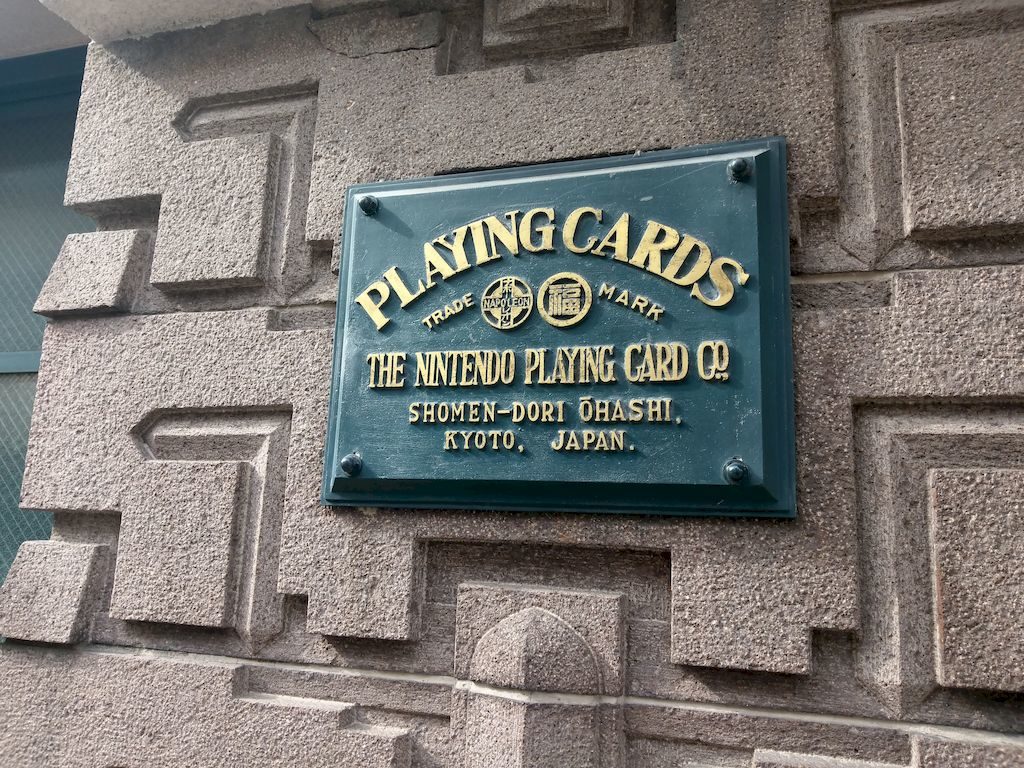 PLAYING CARDS
TRADE NAPOLEON 福 MARK
THE NINTENDO PLAYING CARD CO.,
SHOMEN-DORI ŌHASHI,
KYOTO, JAPAN.